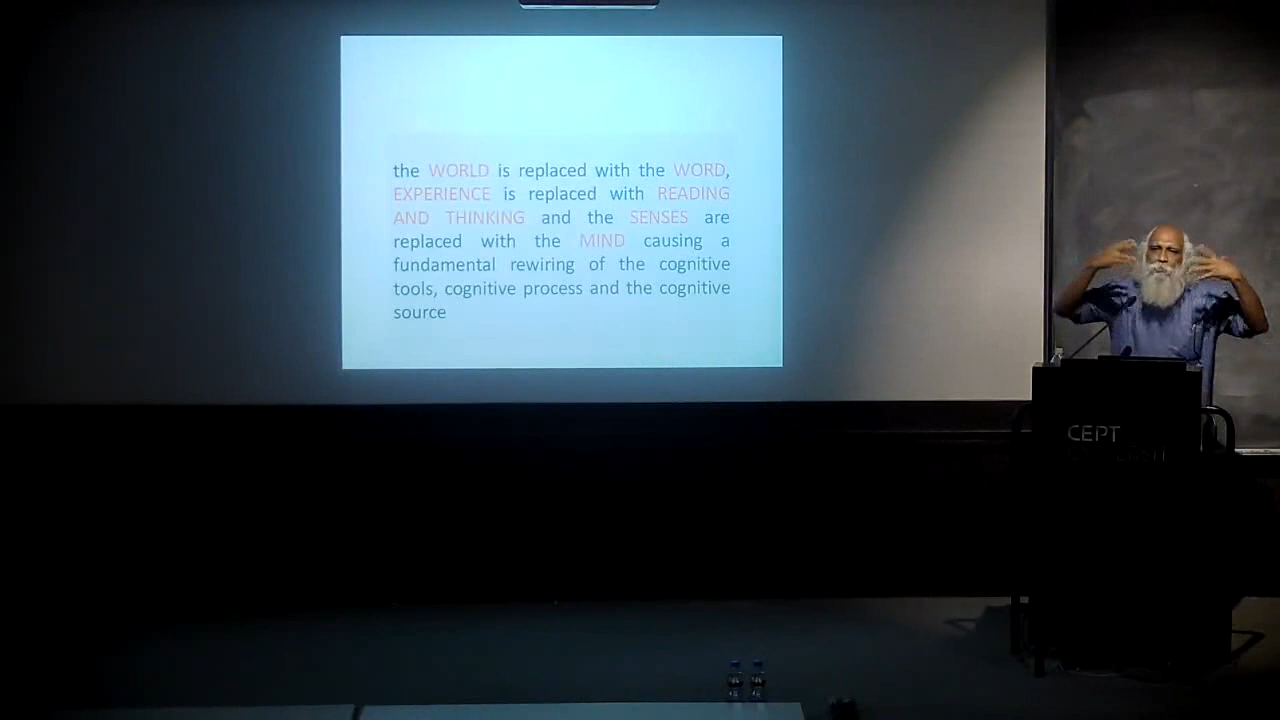 the WORLD is replaced with the WORD,
EXPERIENCE is replaced with READING
AND THINKING and the SENSES are
replaced with the MIND causing a
fundamental rewiring of the cognitive
tools, cognitive process and the cognitive
source
CEPT